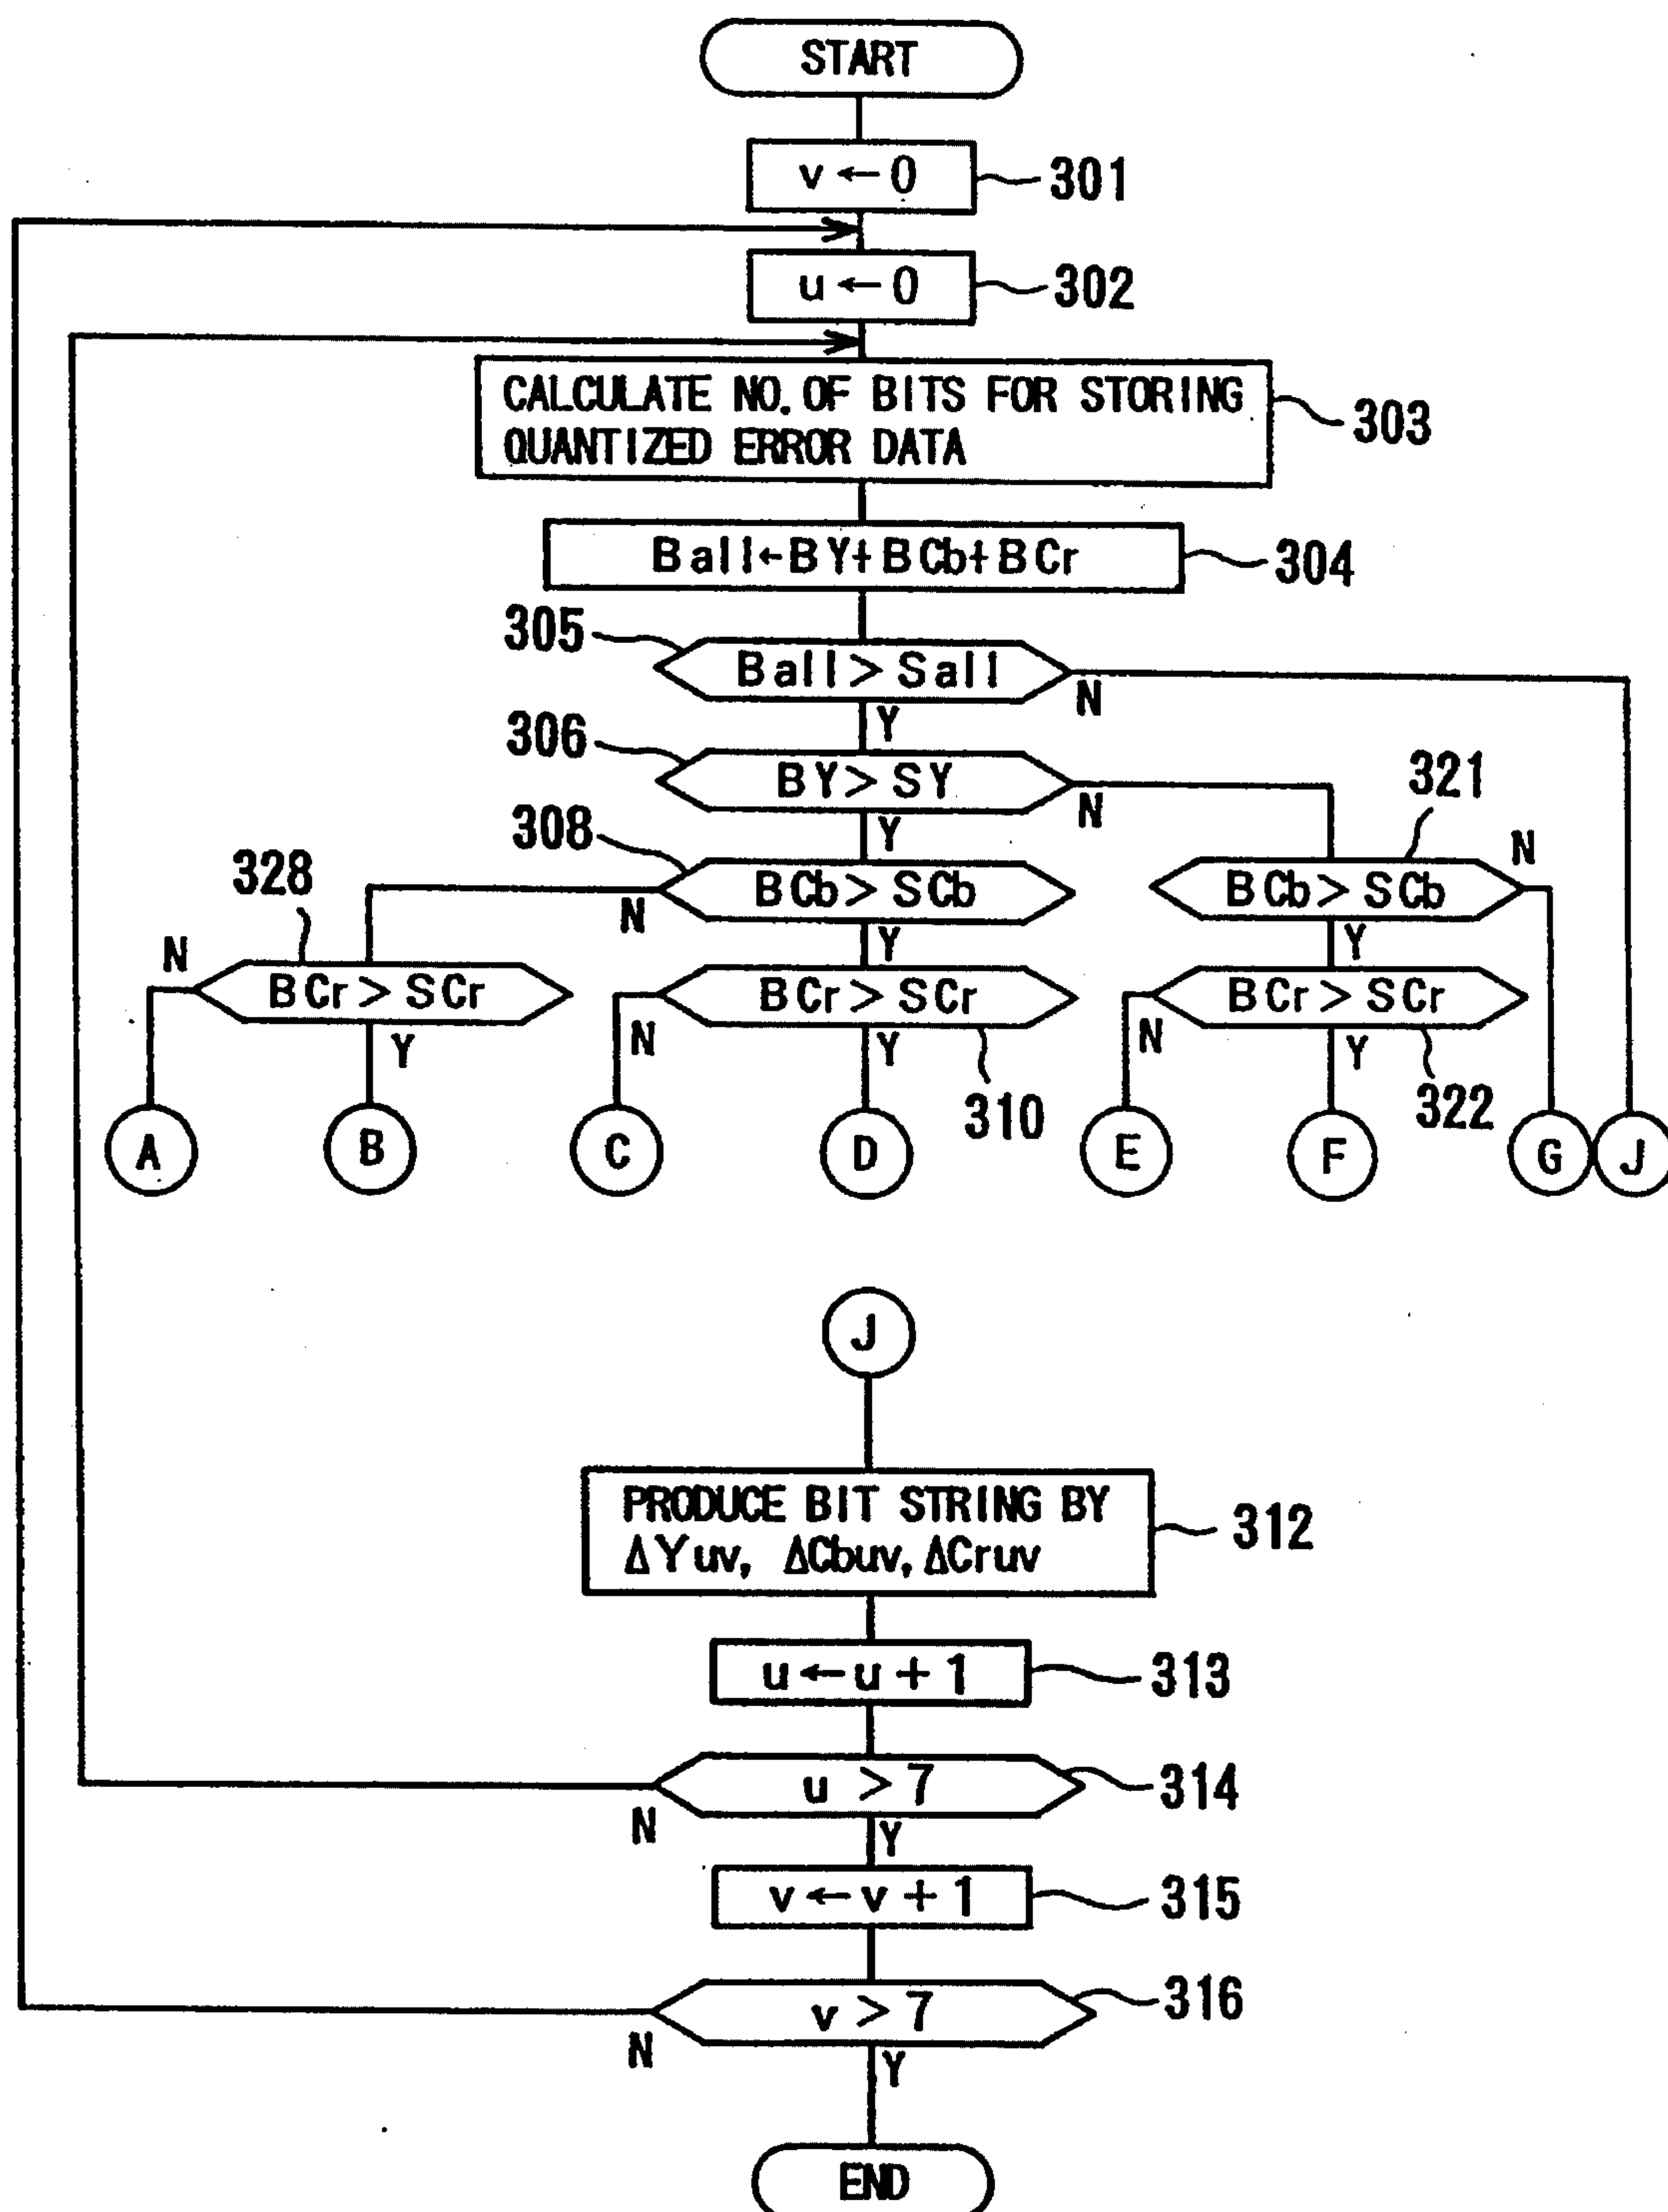 START
v ← 0
301
u ← 0
302
CALCULATE NO. OF BITS FOR STORING
QUANTIZED ERROR DATA
303
Ball←BY+BCb+BCr
304
305
Ball > Sall
N
Y
306
BY > SY
N
Y
321
308
BCb > SCb
N
Y
BCb > SCb
N
Y
328
N
BCr > SCr
Y
BCr > SCr
N
Y
310
BCr > SCr
N
Y
322
A
B
C
D
E
F
G
J
J
PRODUCE BIT STRING BY
ΔYuv, ΔCbuv, ΔCruv
312
u ← u + 1
313
u > 7
314
N
Y
v ← v + 1
315
v > 7
316
N
Y
END